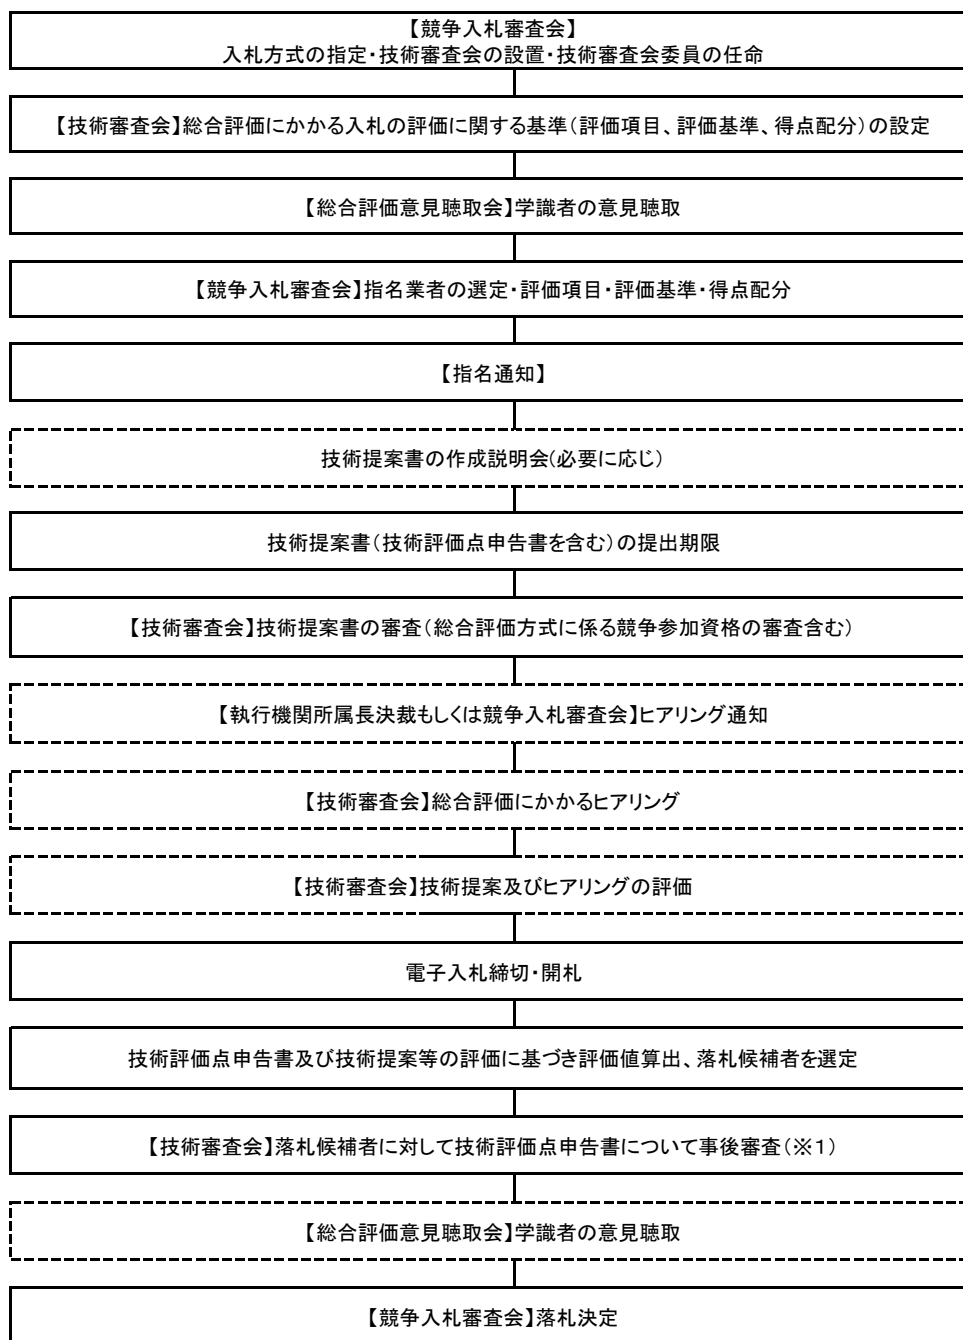 【競争入札審査会】
入札方式の指定・技術審査会の設置・技術審査会委員の任命
【技術審査会】総合評価にかかる入札の評価に関する基準（評価項目、評価基準、得点配分）の設定
【総合評価意見聴取会】学識者の意見聴取
【競争入札審査会】指名業者の選定・評価項目・評価基準・得点配分
【指名通知】
技術提案書の作成説明会(必要に応じ)
技術提案書（技術評価点申告書を含む）の提出期限
【技術審査会】技術提案書の審査（総合評価方式に係る競争参加資格の審査含む）
【執行機関所属長決裁もしくは競争入札審査会】ヒアリング通知
【技術審査会】総合評価にかかるヒアリング
【技術審査会】技術提案及びヒアリングの評価
電子入札締切・開札
技術評価点申告書及び技術提案等の評価に基づき評価値算出、落札候補者を選定
【技術審査会】落札候補者に対して技術評価点申告書について事後審査（※１）
【総合評価意見聴取会】学識者の意見聴取
【競争入札審査会】落札決定